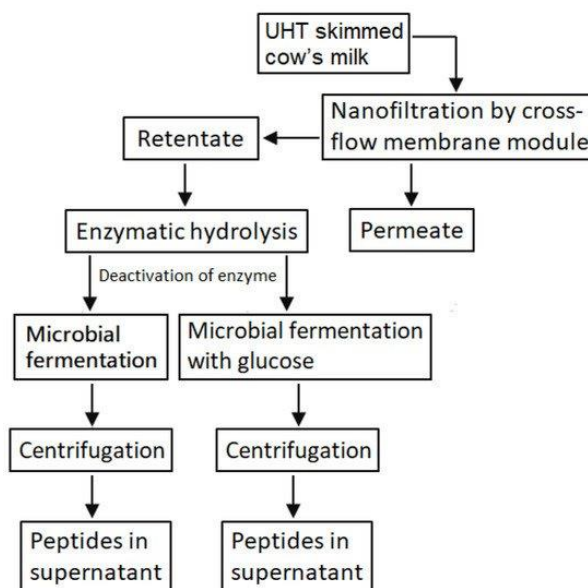 UHT skimmed
cow's milk
Nanofiltration by cross-
flow membrane module
Retentate
Enzymatic hydrolysis
Permeate
Deactivation of enzyme
Microbial
fermentation
Microbial fermentation
with glucose
Centrifugation
Centrifugation
Peptides in
supernatant
Peptides in
supernatant